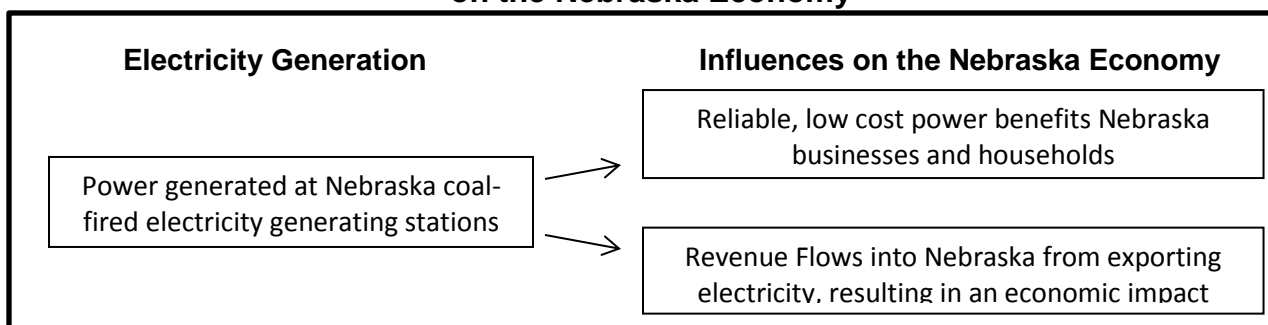 on the Nebraska Economy
Electricity Generation
Influences on the Nebraska Economy
Reliable, low cost power benefits Nebraska
businesses and households
Power generated at Nebraska coal-
fired electricity generating stations
Revenue Flows into Nebraska from exporting
electricity, resulting in an economic impact